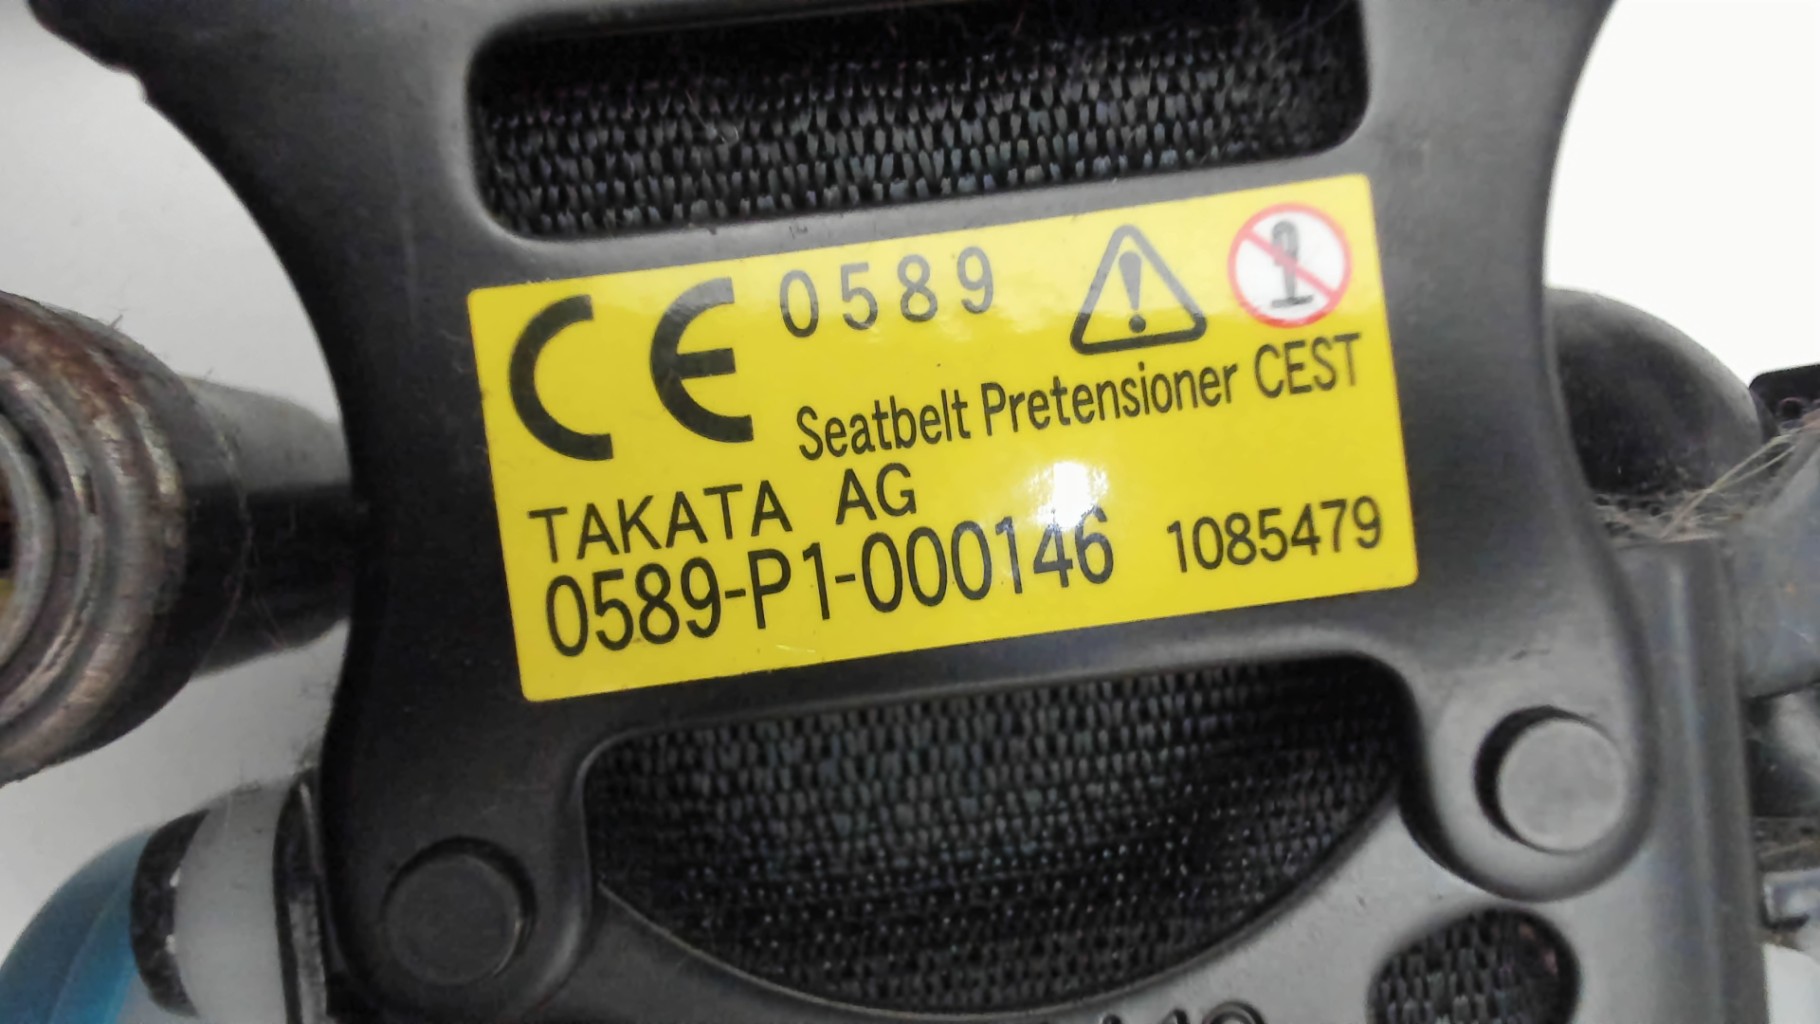 CE 0589
Seatbelt Pretensioner CEST
TAKATA AG
0589-P1-000146 1085479